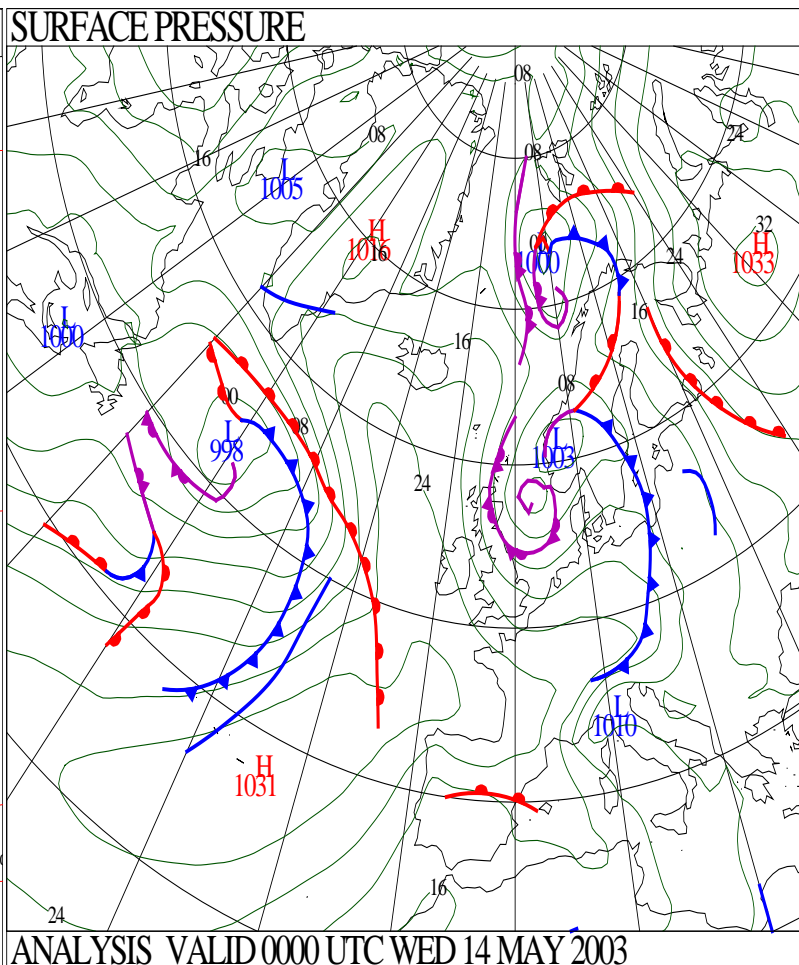 SURFACE PRESSURE
08
24
08
16
08
L
1005
32
H
1033
H
1016
16
24
L
1000
16
L
1000
16
08
00
L
998
08
L
1003
24
L
1010
H
1031
16
24
ANALYSIS VALID 0000 UTC WED 14 MAY 2003